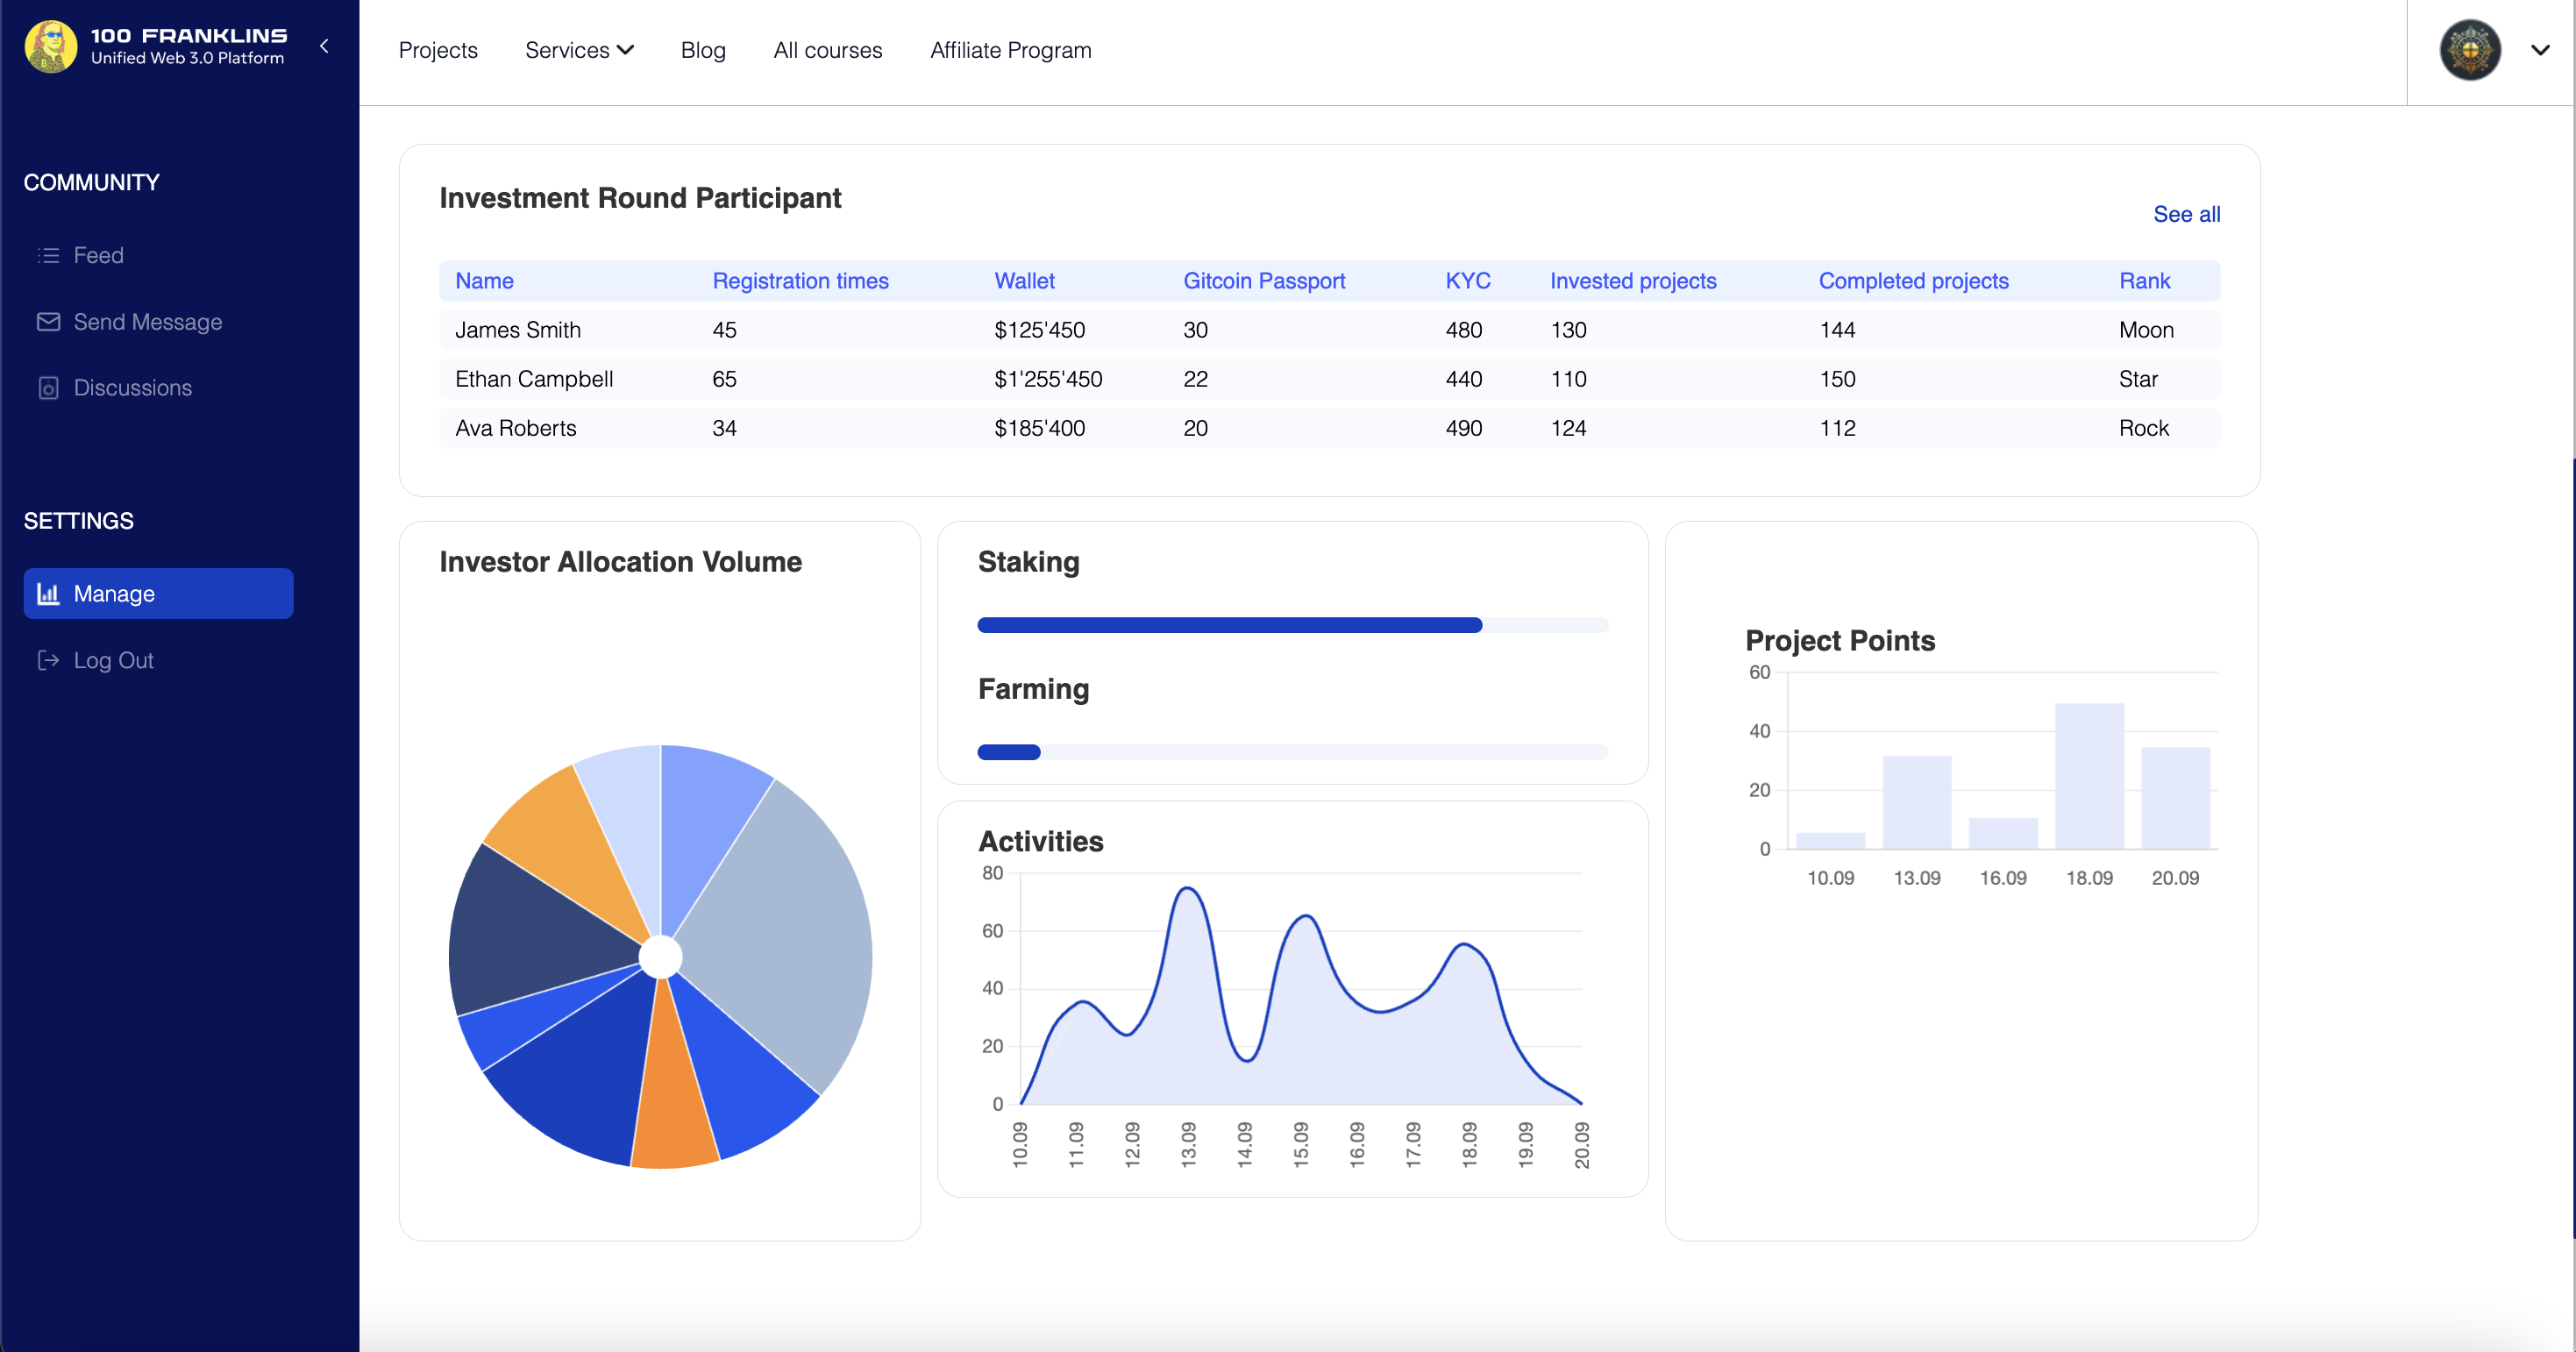 100 FRANKLINS
Unified Web 3.0 Platform
Projects Services Blog All courses Affiliate Program
COMMUNITY
Feed
Send Message
Discussions
SETTINGS
Manage
Log Out
Investment Round Participant
See all
Name Registration times Wallet Gitcoin Passport KYC Invested projects Completed projects Rank
James Smith 45 $125'450 30 480 130 144 Moon
Ethan Campbell 65 $1'255'450 22 440 110 150 Star
Ava Roberts 34 $185'400 20 490 124 112 Rock
Investor Allocation Volume
Staking
Farming
Activities
80
60
40
20
0
10.09 11.09 12.09 13.09 14.09 15.09 16.09 17.09 18.09 19.09 20.09
Project Points
60
40
20
0
10.09 13.09 16.09 18.09 20.09